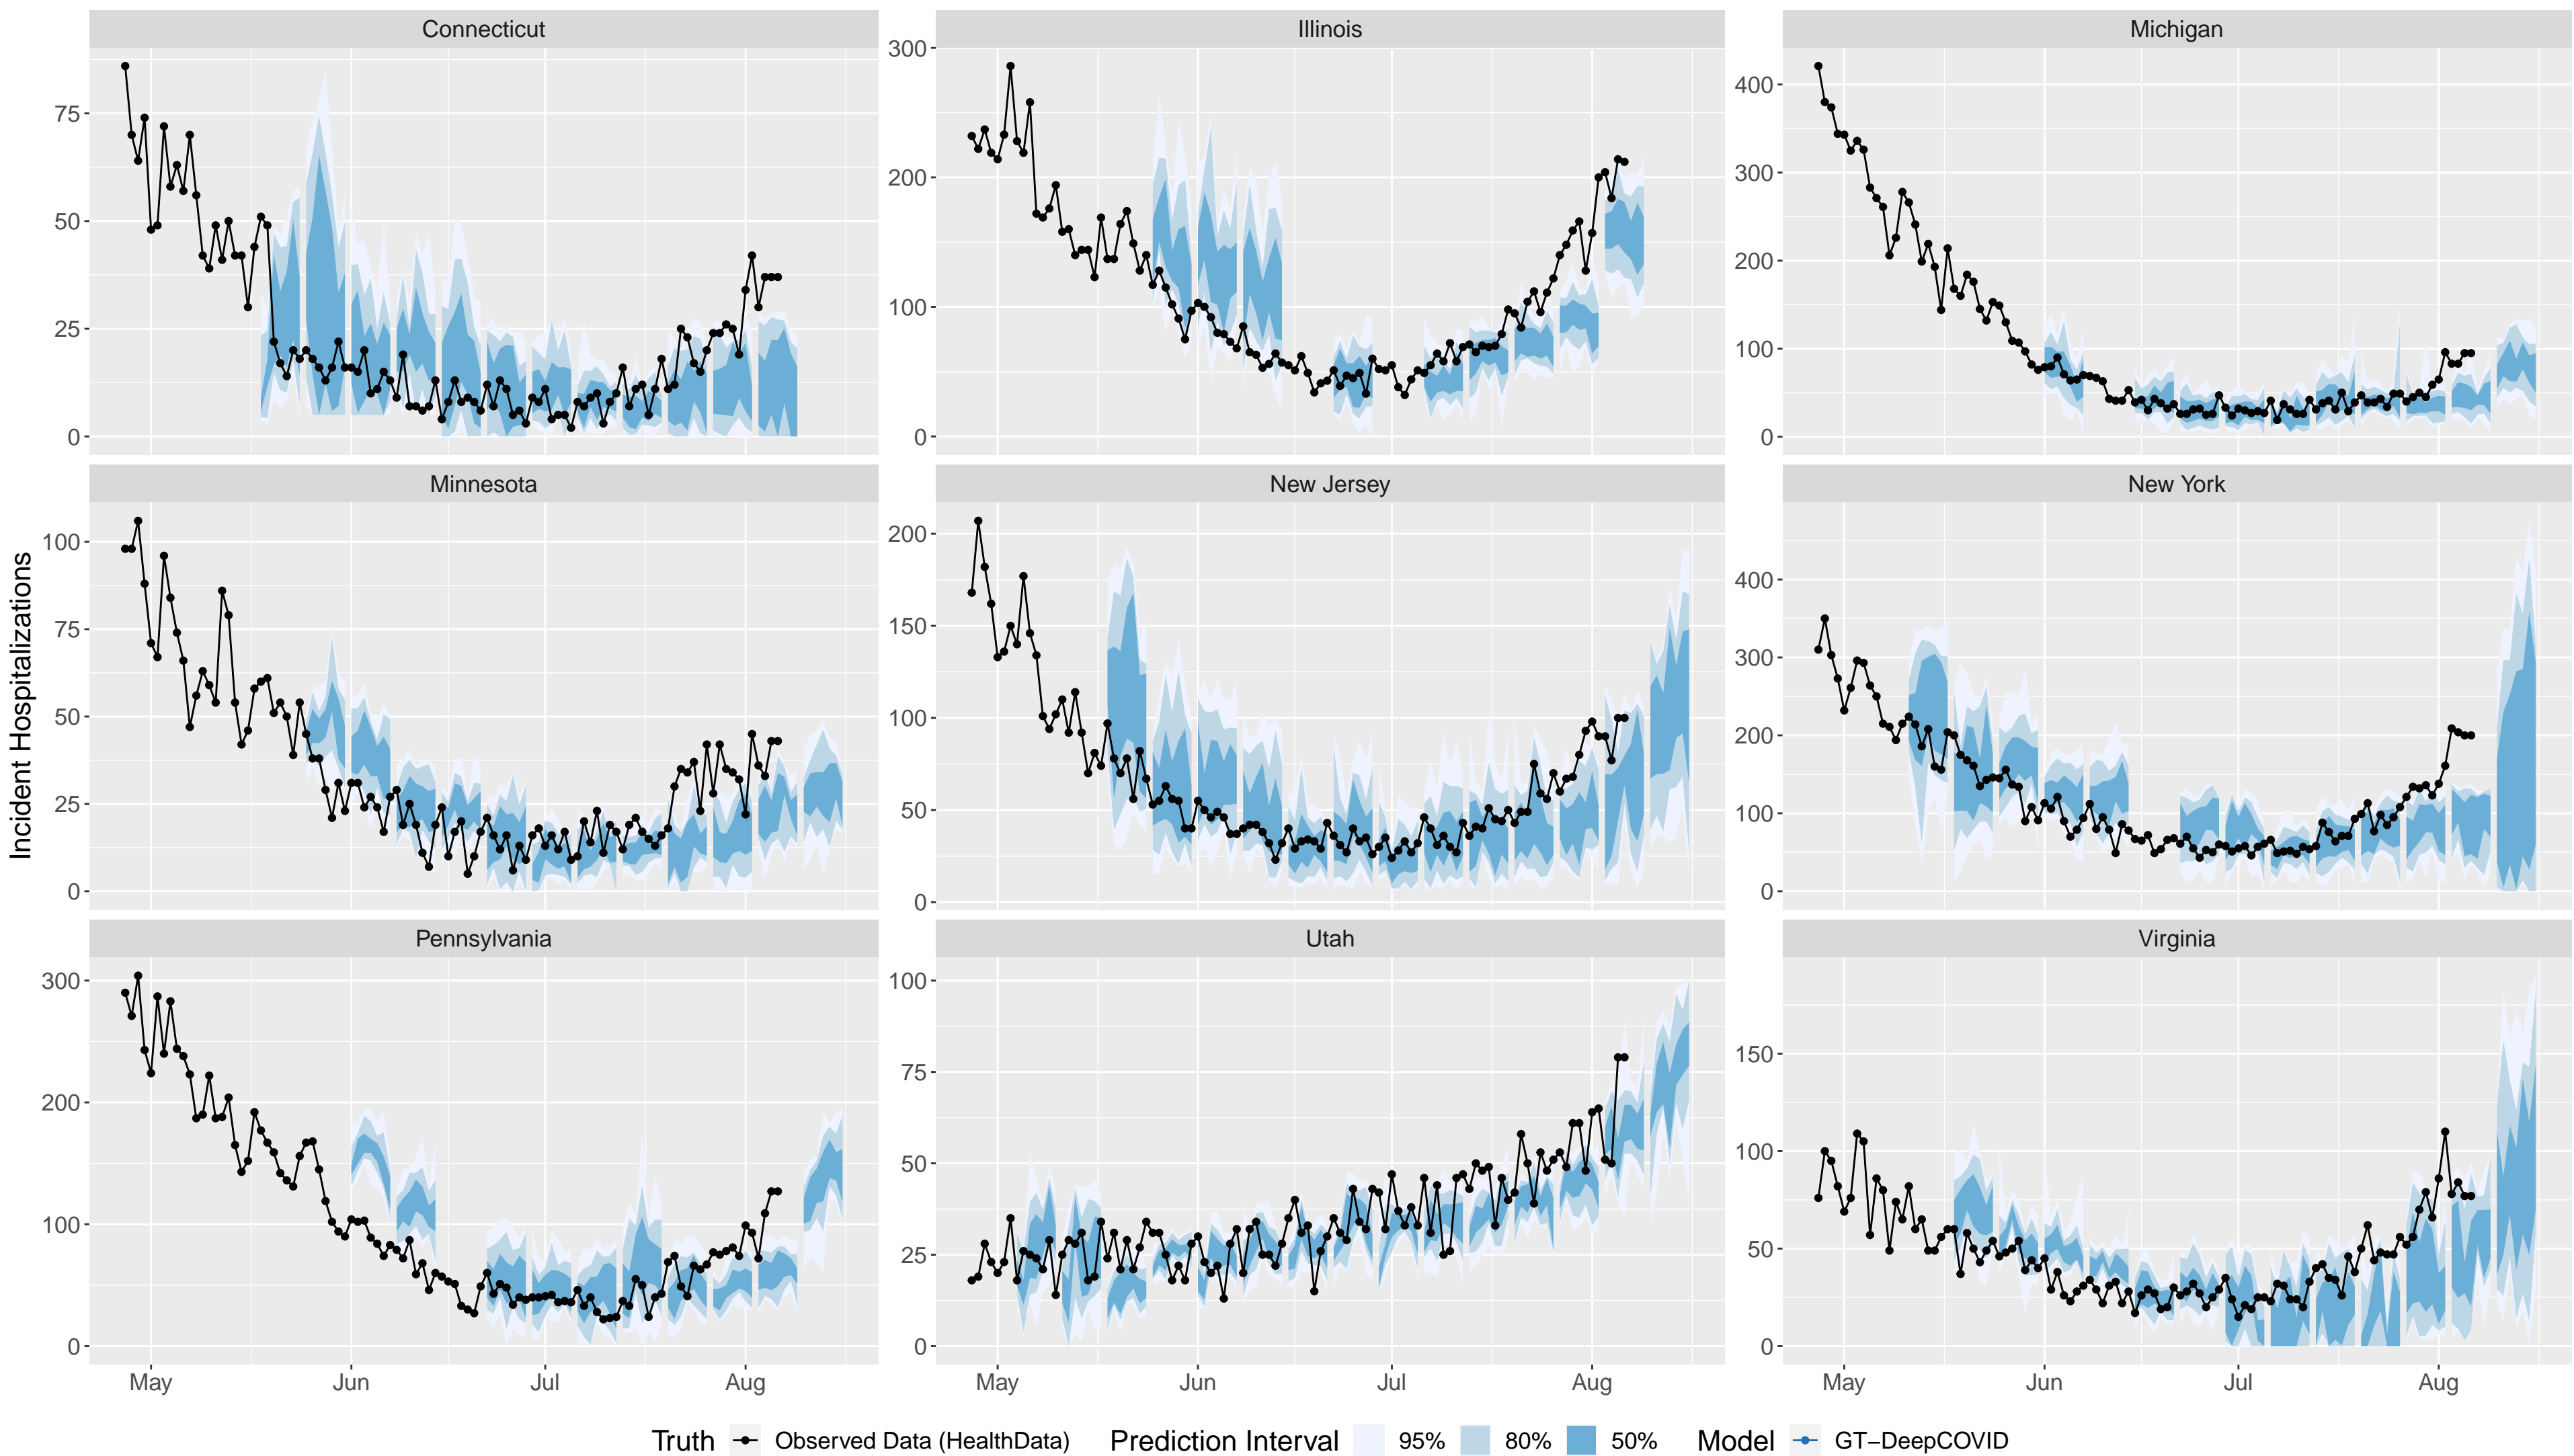 Connecticut Illinois Michigan
75 50 25 0
300 200 100 0
400 300 200 100 0
Minnesota New Jersey New York
100 75 50 25 0
200 150 100 50 0
400 300 200 100 0
Incident Hospitalizations
Pennsylvania Utah Virginia
300 200 100 0
100 75 50 25 0
150 100 50 0
May Jun Jul Aug May Jun Jul Aug May Jun Jul Aug
Truth Observed Data (HealthData) Prediction Interval 95% 80% 50% Model GT−DeepCOVID